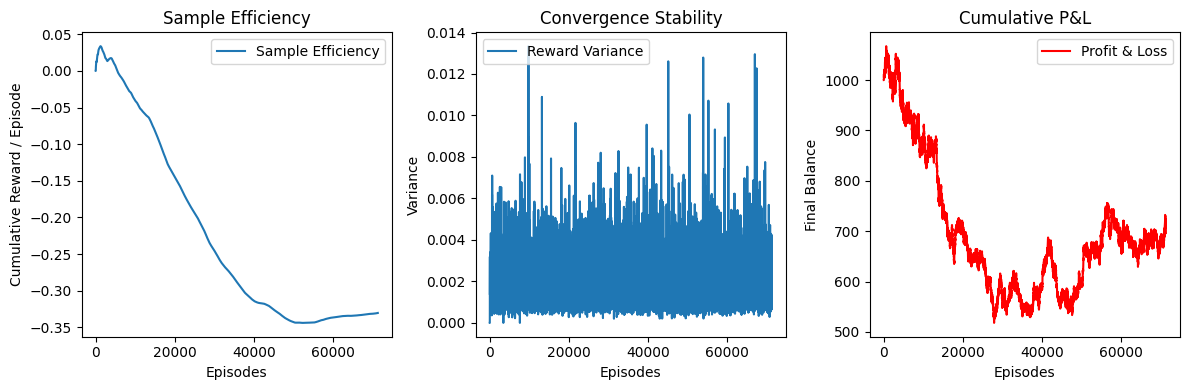 Sample Efficiency
Cumulative Reward / Episode
0.05
0.00
−0.05
−0.10
−0.15
−0.20
−0.25
−0.30
−0.35
Sample Efficiency
0
20000
40000
60000
Episodes
Convergence Stability
Variance
0.014
0.012
0.010
0.008
0.006
0.004
0.002
0.000
Reward Variance
0
20000
40000
60000
Episodes
Cumulative P&L
Final Balance
1000
900
800
700
600
500
Profit & Loss
0
20000
40000
60000
Episodes